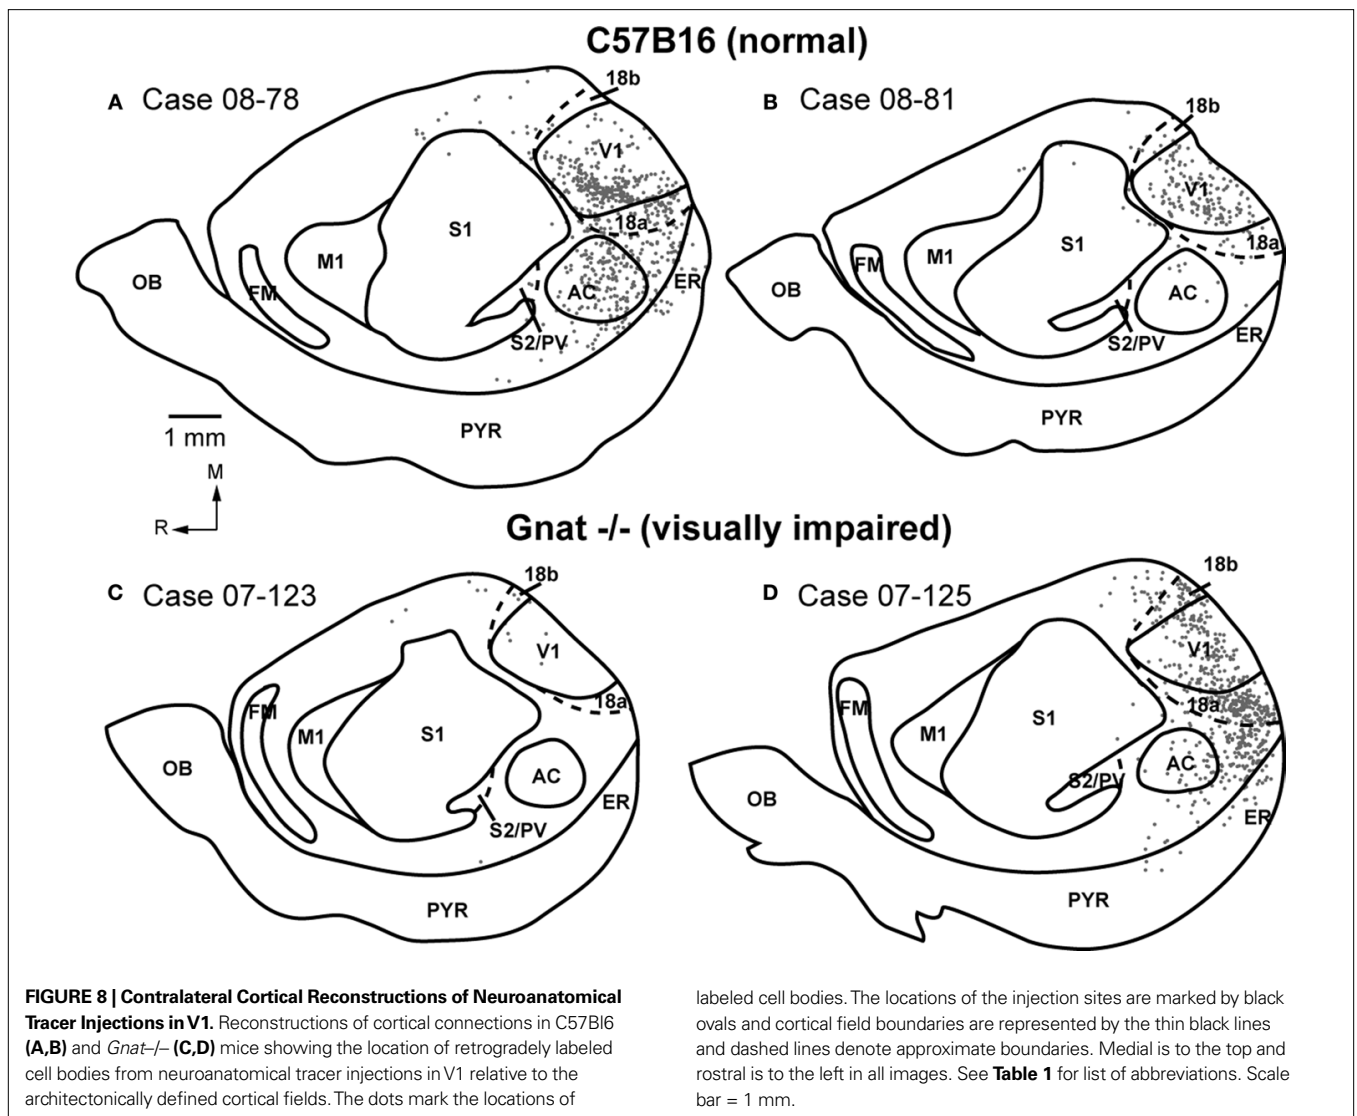 C57B16 (normal)
A Case 08-78
18b
V1
18a
S1
M1
OB
FM
AC
ER
S2/PV
PYR
1 mm
M
R
B Case 08-81
18b
V1
18a
S1
M1
FM
OB
AC
ER
S2/PV
PYR
Gnat -/- (visually impaired)
C Case 07-123
18b
V1
18a
FM
M1
S1
OB
AC
ER
S2/PV
PYR
D Case 07-125
18b
V1
18a
FM
M1
S1
AC
S2/PV
OB
ER
PYR
FIGURE 8 | Contralateral Cortical Reconstructions of Neuroanatomical
Tracer Injections in V1. Reconstructions of cortical connections in C57Bl6
(A,B) and Gnat–/– (C,D) mice showing the location of retrogradely labeled
cell bodies from neuroanatomical tracer injections in V1 relative to the
architectonically defined cortical fields. The dots mark the locations of
labeled cell bodies. The locations of the injection sites are marked by black
ovals and cortical field boundaries are represented by the thin black lines
and dashed lines denote approximate boundaries. Medial is to the top and
rostral is to the left in all images. See Table 1 for list of abbreviations. Scale
bar = 1 mm.